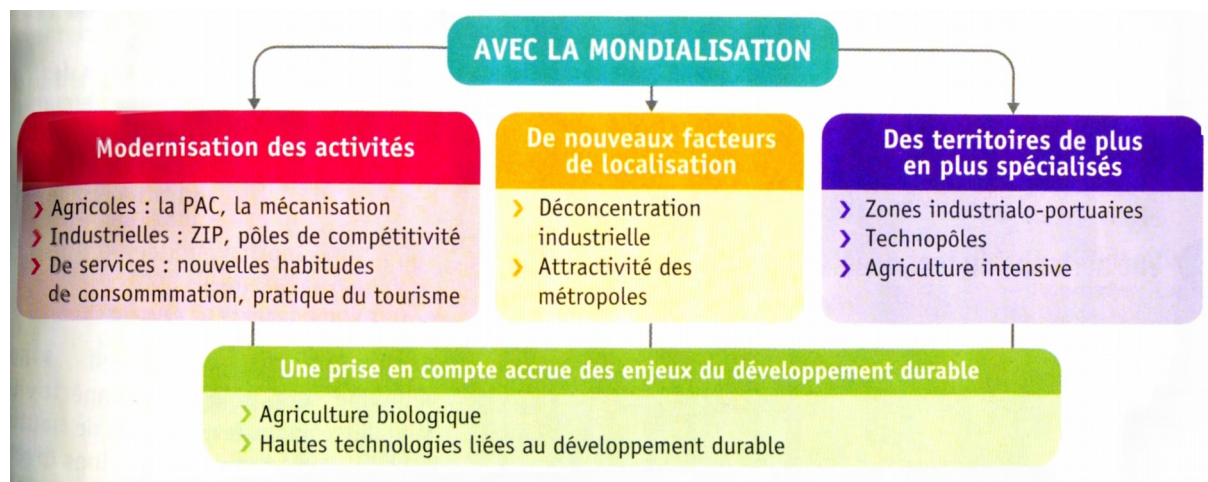 AVEC LA MONDIALISATION
Modernisation des activités
❯ Agricoles : la PAC, la mécanisation
❯ Industrielles : ZIP, pôles de compétitivité
❯ De services : nouvelles habitudes
de consommmation, pratique du tourisme
De nouveaux facteurs
de localisation
❯ Déconcentration
industrielle
❯ Attractivité des
métropoles
Des territoires de plus
en plus spécialisés
❯ Zones industrialo-portuaires
❯ Technopôles
❯ Agriculture intensive
Une prise en compte accrue des enjeux du développement durable
❯ Agriculture biologique
❯ Hautes technologies liées au développement durable